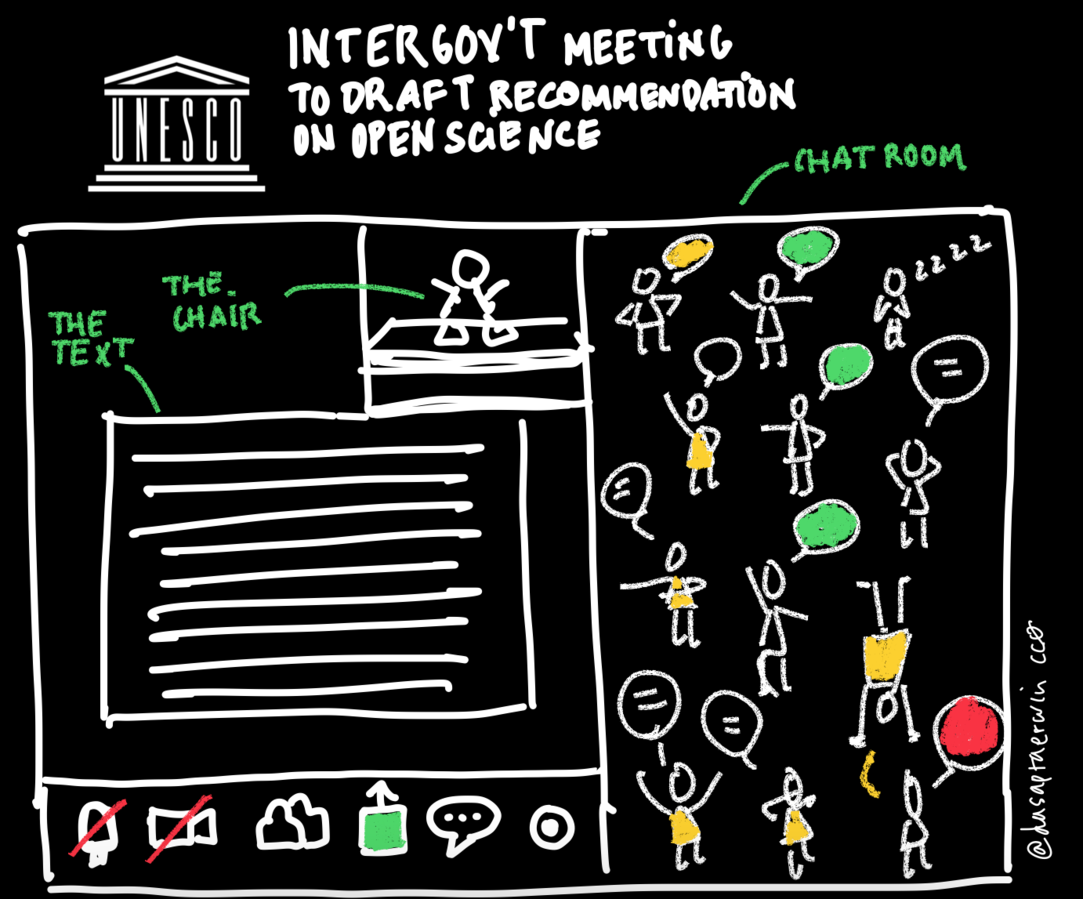 UNESCO
INTERGOV'T MEETING
TO DRAFT RECOMMENDATION
ON OPEN SCIENCE
CHAT ROOM
THE
CHAIR
THE
TEXT
ZZZZ
@dasaptaerwin cc0